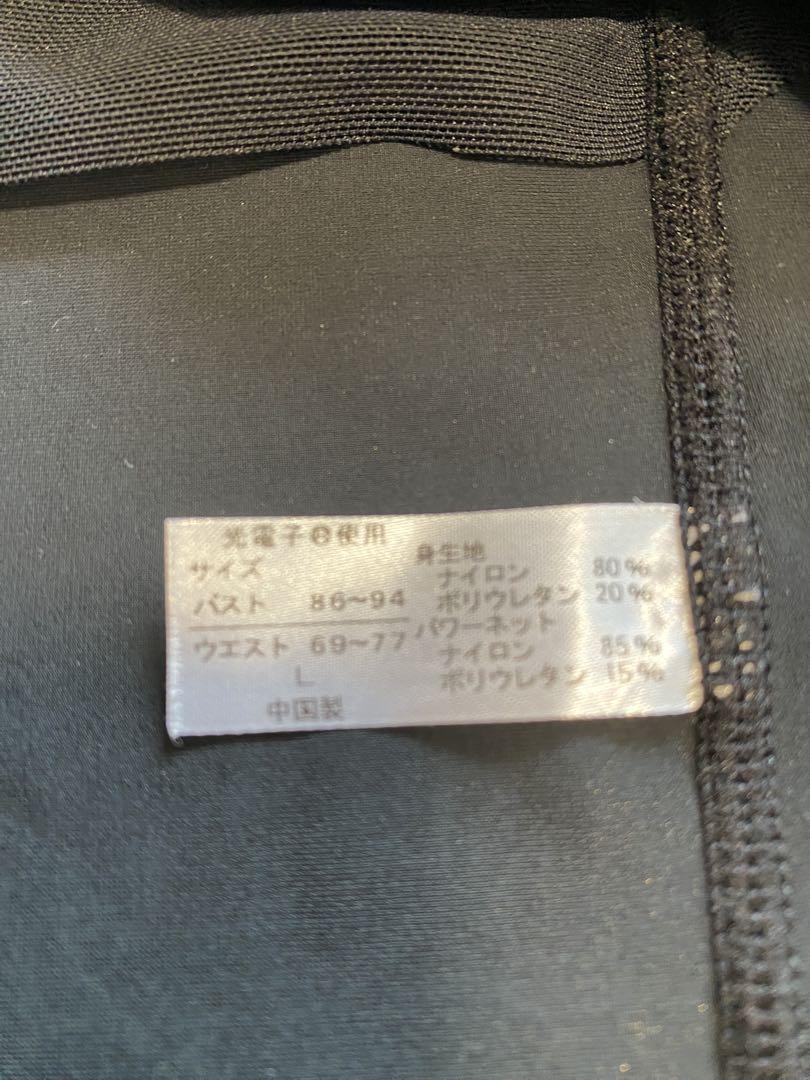 光電子®使用
サイズ
バスト 86〜94
ウエスト 69〜77
L
中国製
身生地
ナイロン 80%
ポリウレタン 20%
パワーネット
ナイロン 85%
ポリウレタン 15%